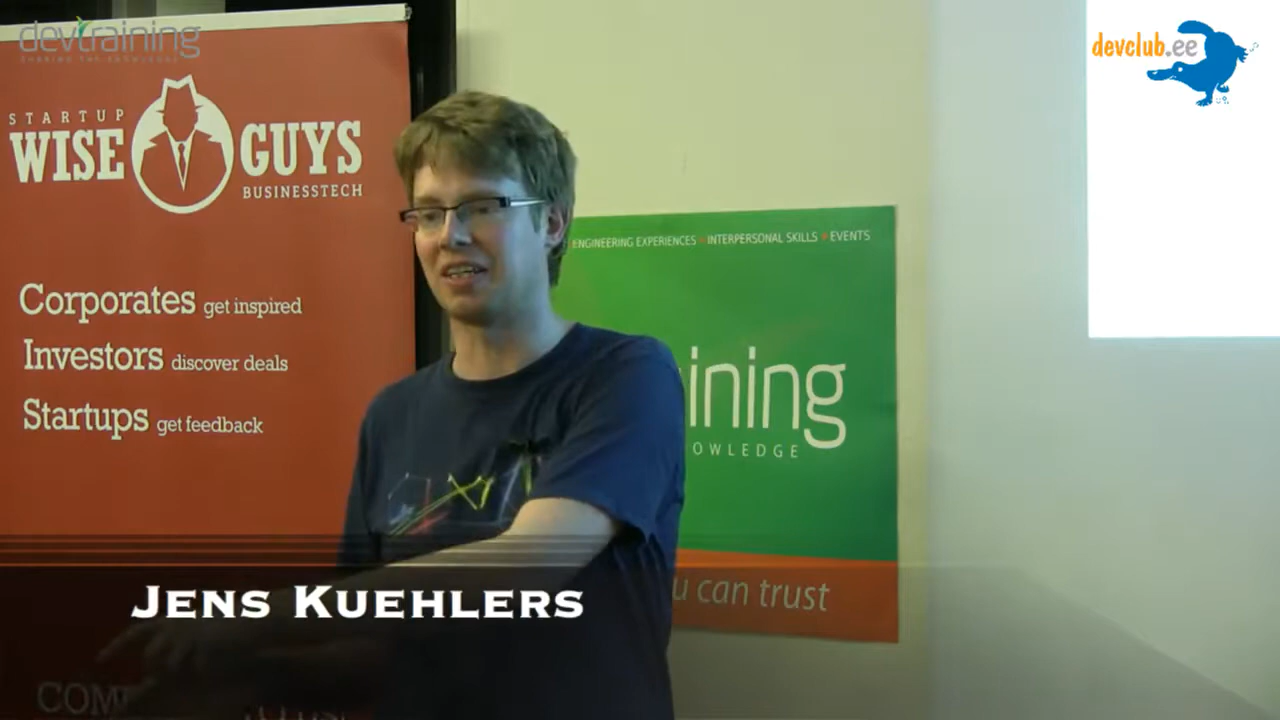 devtraining
devclub.ee
STARTUP
WISE GUYS
BUSINESSTECH
ENGINEERING EXPERIENCES INTERPERSONAL SKILLS EVENTS
Corporates get inspired
Investors discover deals
Startups get feedback
ining
OWLEDGE
u can trust
JENS KUEHLERS
COM